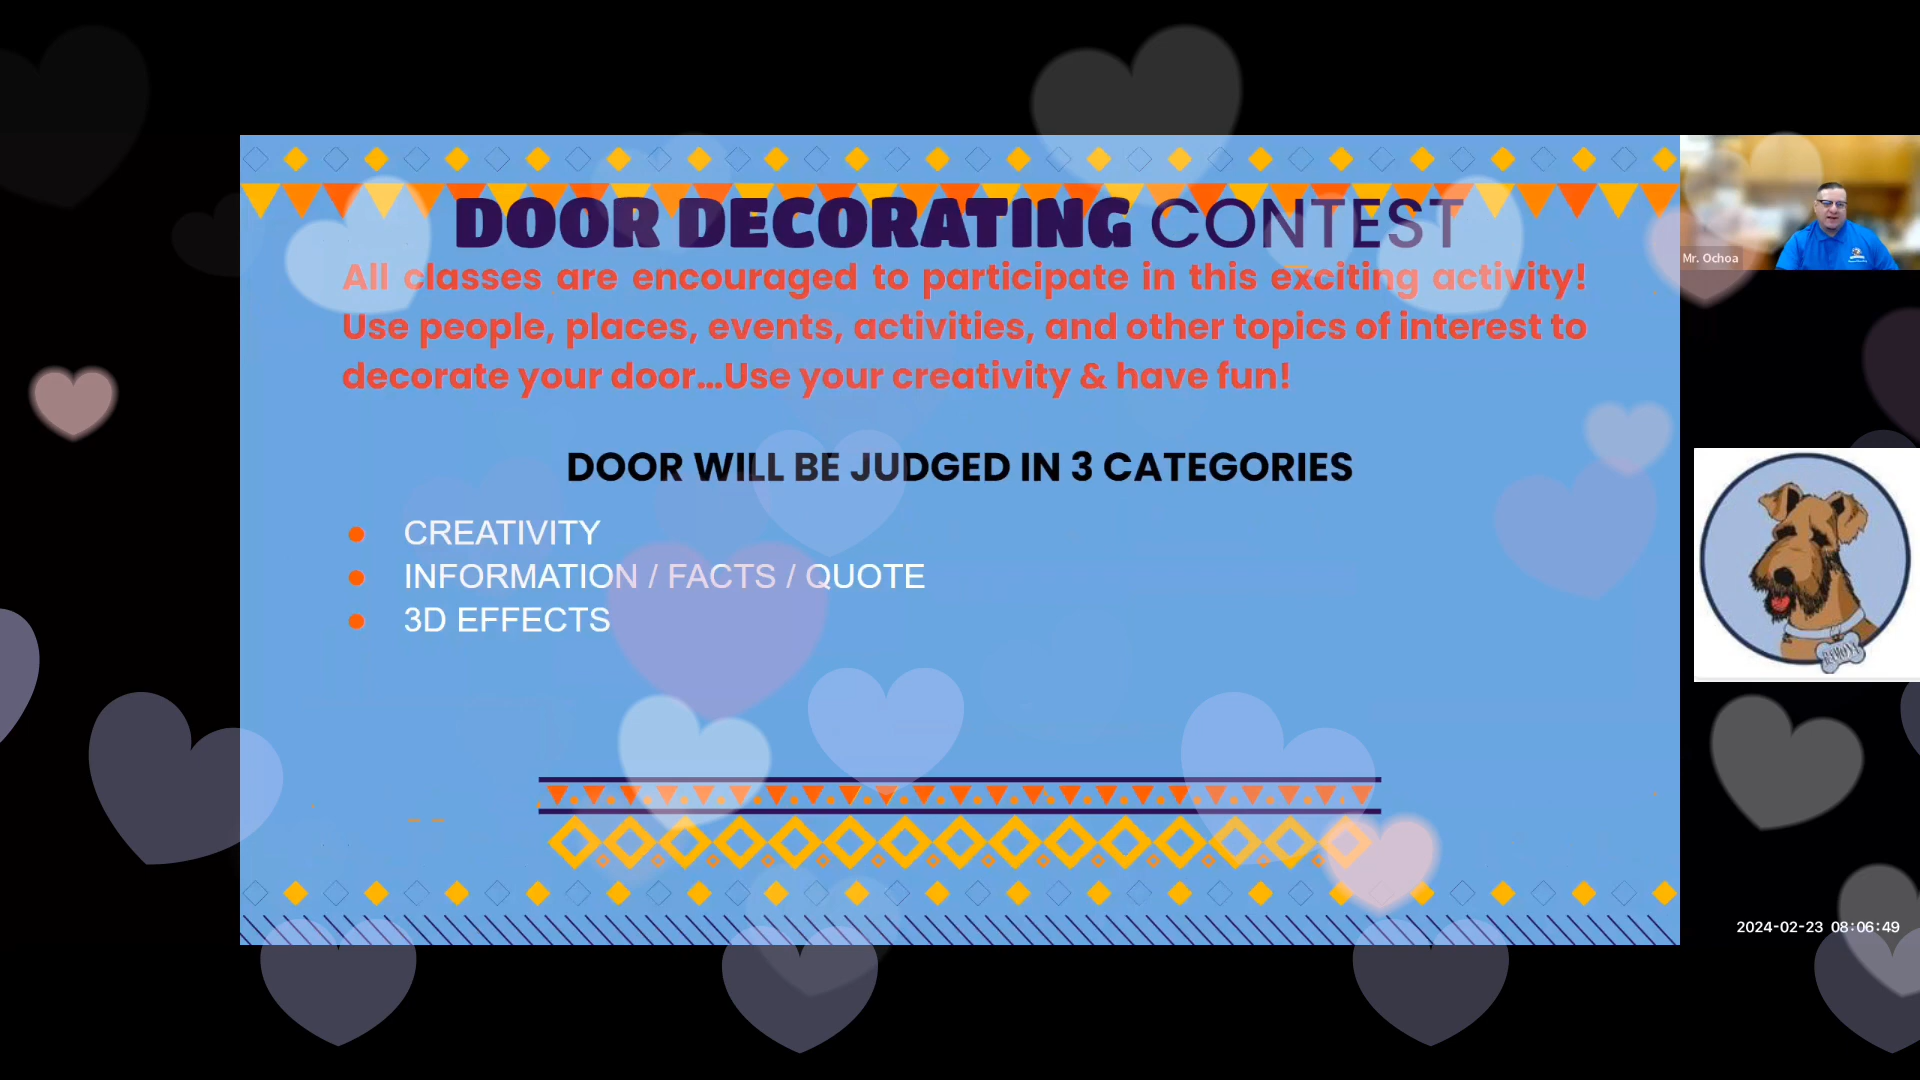 DOOR DECORATING CONTEST
All classes are encouraged to participate in this exciting activity!
Use people, places, events, activities, and other topics of interest to
decorate your door...Use your creativity & have fun!
DOOR WILL BE JUDGED IN 3 CATEGORIES
● CREATIVITY
● INFORMATION / FACTS / QUOTE
● 3D EFFECTS
Mr. Ochoa
2024-02-23 08:06:49